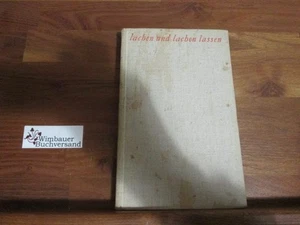 lachen und lachen lassen
Wimbauer
Buchversand